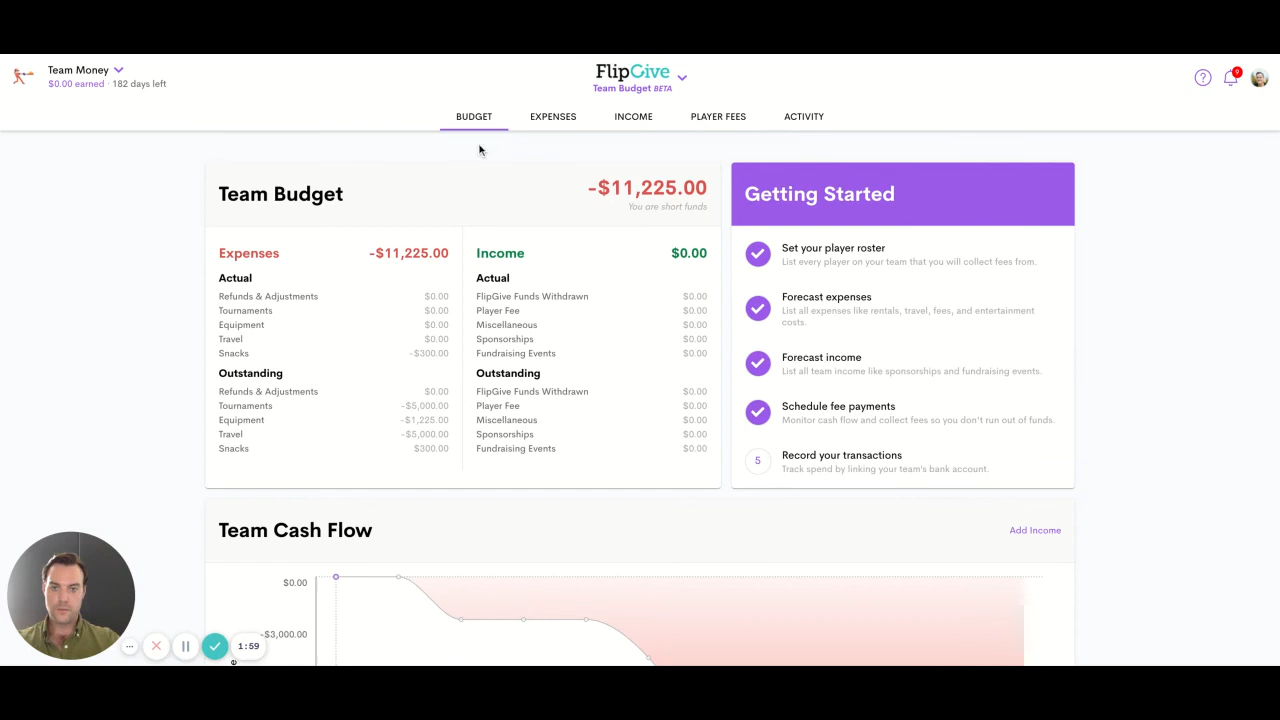 Team Money
$0.00 earned · 182 days left
FlipGive
Team Budget BETA
9
BUDGET
EXPENSES
INCOME
PLAYER FEES
ACTIVITY
Team Budget
-$11,225.00
You are short funds
Expenses -$11,225.00
Actual
Refunds & Adjustments $0.00
Tournaments $0.00
Equipment $0.00
Travel $0.00
Snacks -$300.00
Outstanding
Refunds & Adjustments $0.00
Tournaments -$5,000.00
Equipment -$1,225.00
Travel -$5,000.00
Snacks $300.00
Income $0.00
Actual
FlipGive Funds Withdrawn $0.00
Player Fee $0.00
Miscellaneous $0.00
Sponsorships $0.00
Fundraising Events $0.00
Outstanding
FlipGive Funds Withdrawn $0.00
Player Fee $0.00
Miscellaneous $0.00
Sponsorships $0.00
Fundraising Events $0.00
Getting Started
Set your player roster
List every player on your team that you will collect fees from.
Forecast expenses
List all expenses like rentals, travel, fees, and entertainment
costs.
Forecast income
List all team income like sponsorships and fundraising events.
Schedule fee payments
Monitor cash flow and collect fees so you don't run out of funds.
5
Record your transactions
Track spend by linking your team's bank account.
Team Cash Flow
Add Income
$0.00
-$3,000.00
1:59